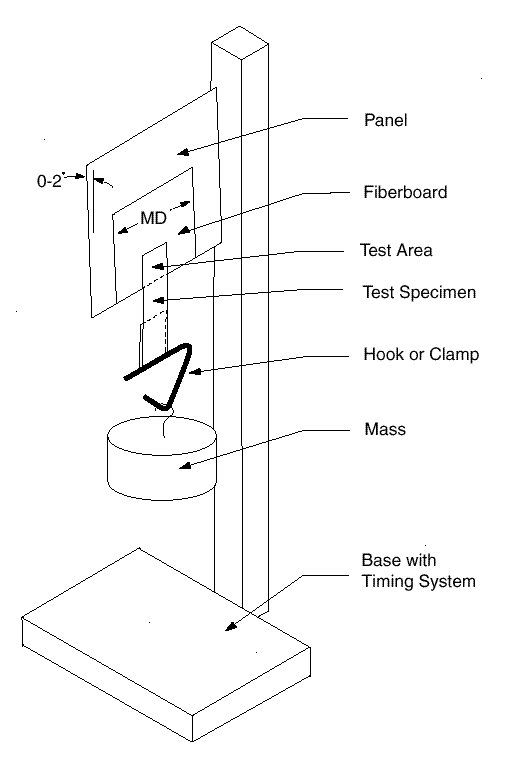 Panel
0-2°
Fiberboard
MD
Test Area
Test Specimen
Hook or Clamp
Mass
Base with
Timing System